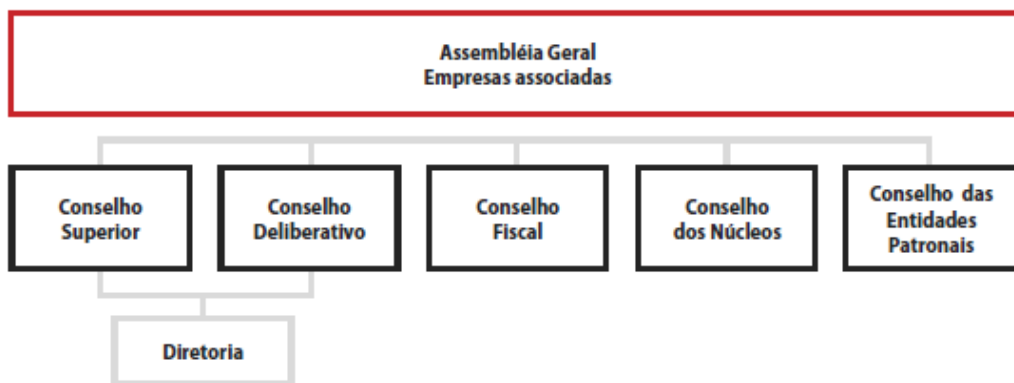 Assembléia Geral
Empresas associadas
Conselho
Superior
Conselho
Deliberativo
Conselho
Fiscal
Conselho
dos Núcleos
Conselho das
Entidades
Patronais
Diretoria